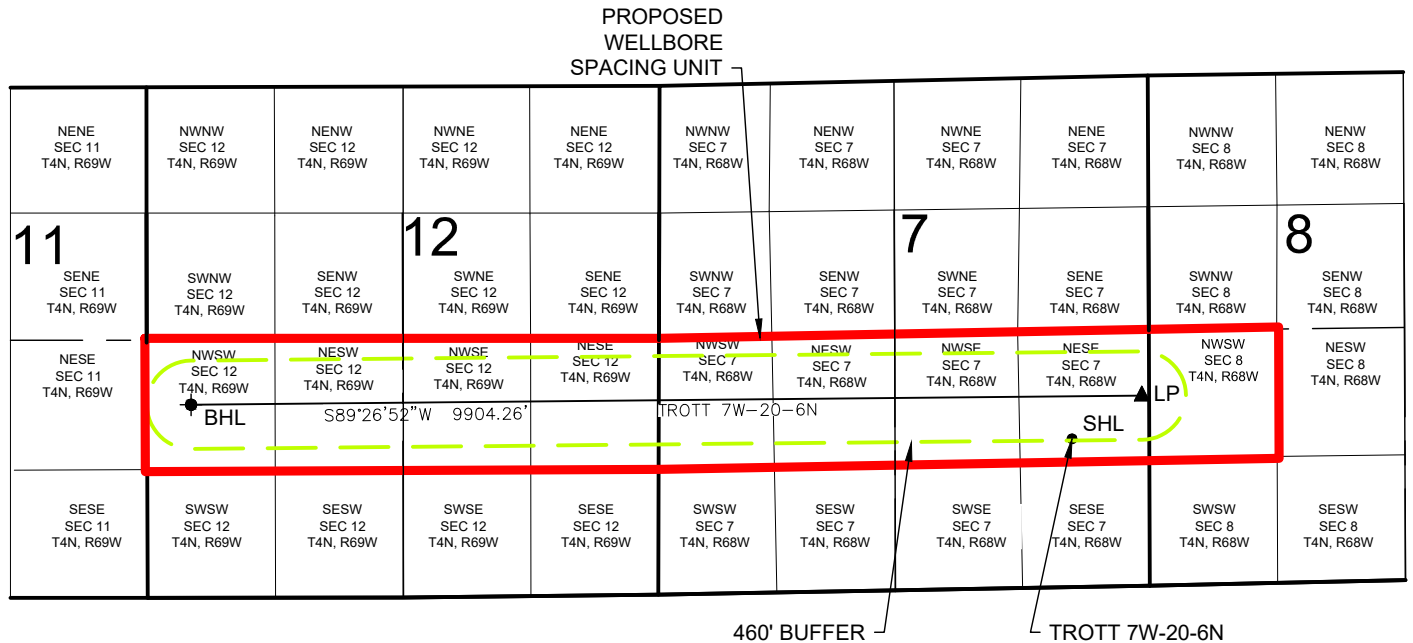 PROPOSED
WELLBORE
SPACING UNIT
NENE
SEC 11
T4N, R69W
NWNW
SEC 12
T4N, R69W
NENW
SEC 12
T4N, R69W
NWNE
SEC 12
T4N, R69W
NENE
SEC 12
T4N, R69W
NWNW
SEC 7
T4N, R68W
NENW
SEC 7
T4N, R68W
NWNE
SEC 7
T4N, R68W
NENE
SEC 7
T4N, R68W
NWNW
SEC 8
T4N, R68W
NENW
SEC 8
T4N, R68W
11
12
7
8
SENE
SEC 11
T4N, R69W
SWNW
SEC 12
T4N, R69W
SENW
SEC 12
T4N, R69W
SWNE
SEC 12
T4N, R69W
SENE
SEC 12
T4N, R69W
SWNW
SEC 7
T4N, R68W
SENW
SEC 7
T4N, R68W
SWNE
SEC 7
T4N, R68W
SENE
SEC 7
T4N, R68W
SWNW
SEC 8
T4N, R68W
SENW
SEC 8
T4N, R68W
NESE
SEC 11
T4N, R69W
NWSW
SEC 12
T4N, R69W
NESW
SEC 12
T4N, R69W
NWSE
SEC 12
T4N, R69W
NESE
SEC 12
T4N, R69W
NWSW
SEC 7
T4N, R68W
NESW
SEC 7
T4N, R68W
NWSE
SEC 7
T4N, R68W
NESE
SEC 7
T4N, R68W
NWSW
SEC 8
T4N, R68W
NESW
SEC 8
T4N, R68W
BHL
S89°26'52"W 9904.26'
TROTT 7W-20-6N
LP
SHL
SESE
SEC 11
T4N, R69W
SWSW
SEC 12
T4N, R69W
SESW
SEC 12
T4N, R69W
SWSE
SEC 12
T4N, R69W
SESE
SEC 12
T4N, R69W
SWSW
SEC 7
T4N, R68W
SESW
SEC 7
T4N, R68W
SWSE
SEC 7
T4N, R68W
SESE
SEC 7
T4N, R68W
SWSW
SEC 8
T4N, R68W
SESW
SEC 8
T4N, R68W
460' BUFFER
TROTT 7W-20-6N